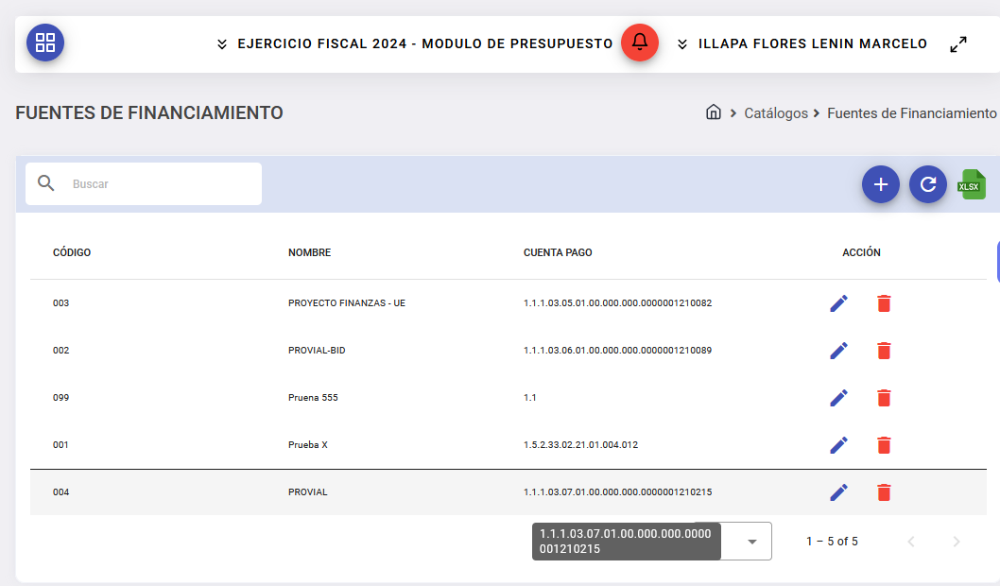 EJERCICIO FISCAL 2024 - MODULO DE PRESUPUESTO ILLAPA FLORES LENIN MARCELO
FUENTES DE FINANCIAMIENTO Catálogos Fuentes de Financiamiento
Buscar XLSX
CÓDIGO NOMBRE CUENTA PAGO ACCIÓN
003 PROYECTO FINANZAS - UE 1.1.1.03.05.01.00.000.000.0000001210082
002 PROVIAL-BID 1.1.1.03.06.01.00.000.000.0000001210089
099 Pruena 555 1.1
001 Prueba X 1.5.2.33.02.21.01.004.012
004 PROVIAL 1.1.1.03.07.01.00.000.000.0000001210215
1.1.1.03.07.01.00.000.000.0000
001210215
1 – 5 of 5